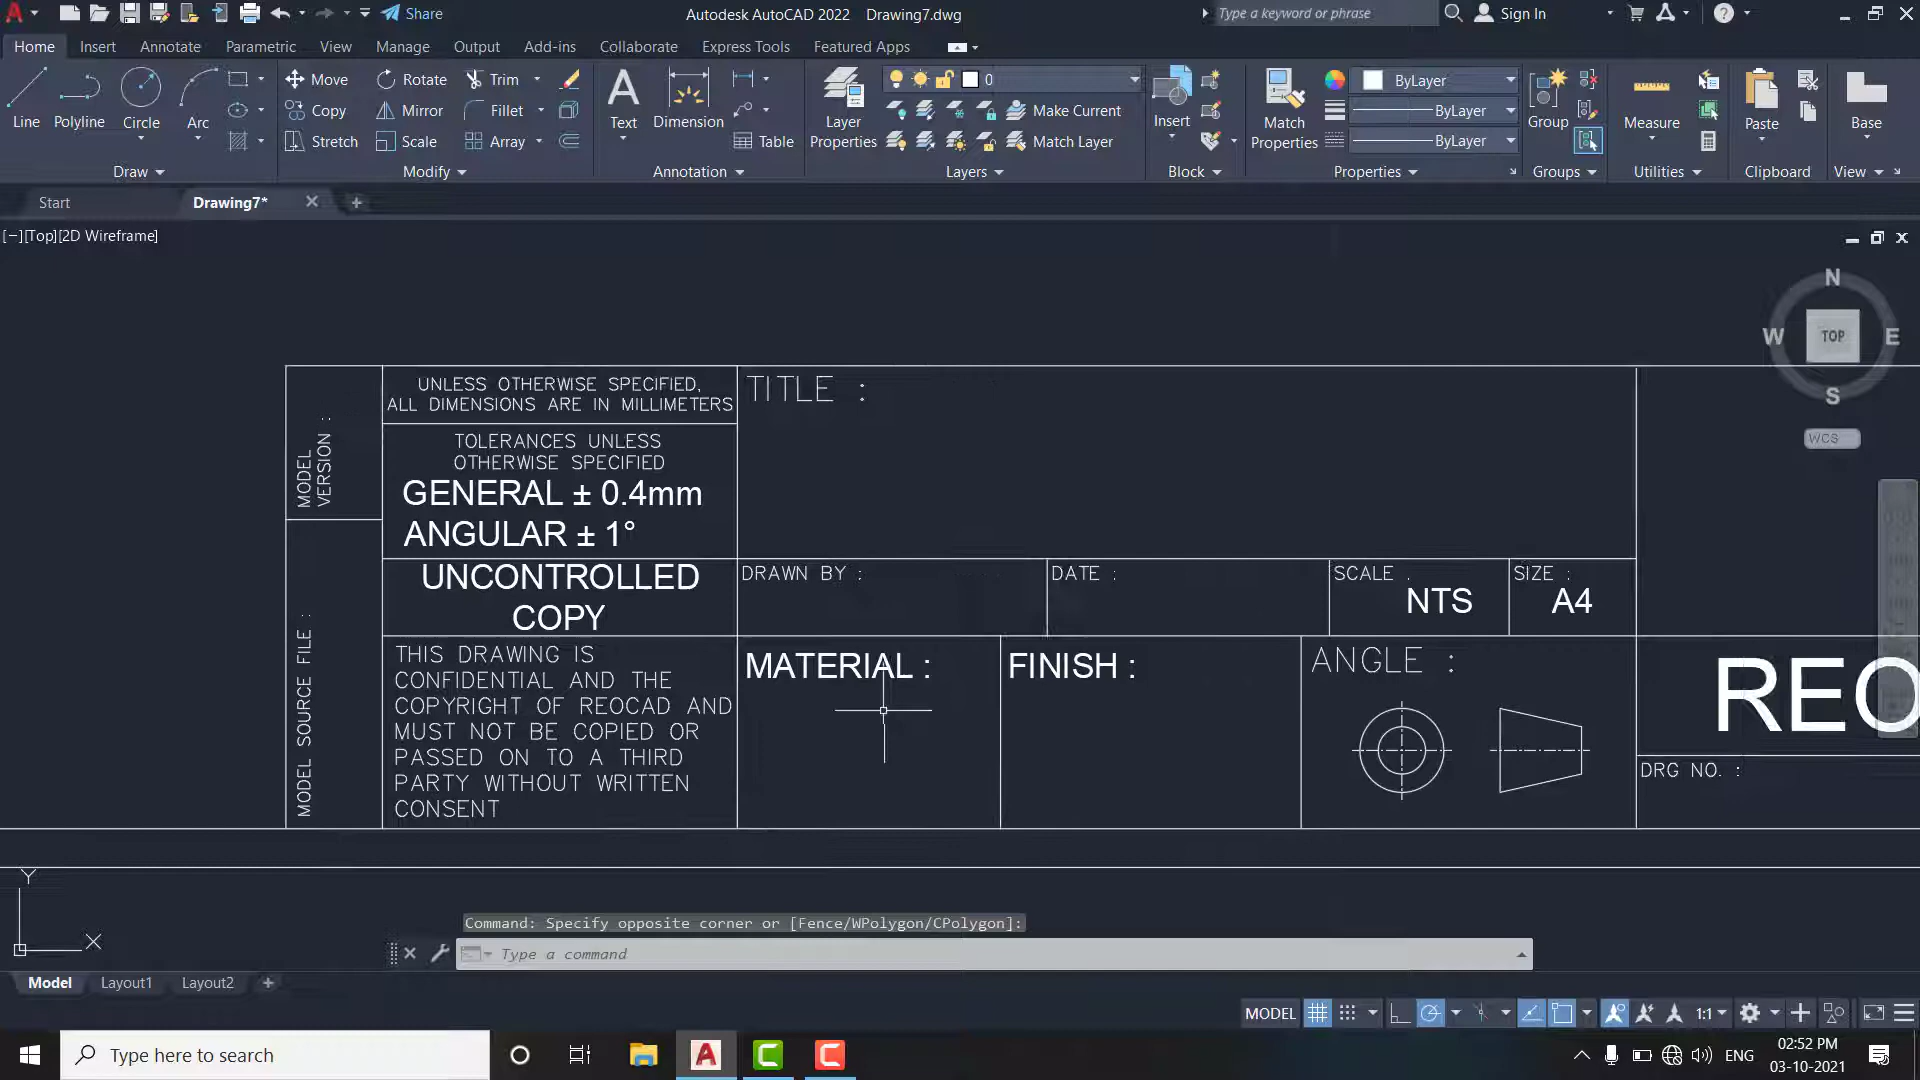 Share
Autodesk AutoCAD 2022 Drawing7.dwg
Type a keyword or phrase
Sign In
Home Insert Annotate Parametric View Manage Output Add-ins Collaborate Express Tools Featured Apps
Line Polyline Circle Arc
Move Rotate Trim
Copy Mirror Fillet
Stretch Scale Array
Text Dimension Table
Layer Properties
0
Make Current
Match Layer
Insert
Match Properties
ByLayer
ByLayer
ByLayer
Group
Measure
Paste
Base
Draw Modify Annotation Layers Block Properties Groups Utilities Clipboard View
Start Drawing7*
[−][Top][2D Wireframe]
N
W TOP E
S
WCS
MODEL
VERSION :
MODEL SOURCE FILE :
UNLESS OTHERWISE SPECIFIED,
ALL DIMENSIONS ARE IN MILLIMETERS
TOLERANCES UNLESS
OTHERWISE SPECIFIED
GENERAL ± 0.4mm
ANGULAR ± 1°
UNCONTROLLED
COPY
THIS DRAWING IS
CONFIDENTIAL AND THE
COPYRIGHT OF REOCAD AND
MUST NOT BE COPIED OR
PASSED ON TO A THIRD
PARTY WITHOUT WRITTEN
CONSENT
TITLE :
DRAWN BY :
DATE :
SCALE :
NTS
SIZE :
A4
MATERIAL :
FINISH :
ANGLE :
REO
DRG NO. :
Y
X
Command: Specify opposite corner or [Fence/WPolygon/CPolygon]:
Type a command
Model Layout1 Layout2
MODEL
1:1
Type here to search
ENG
02:52 PM
03-10-2021